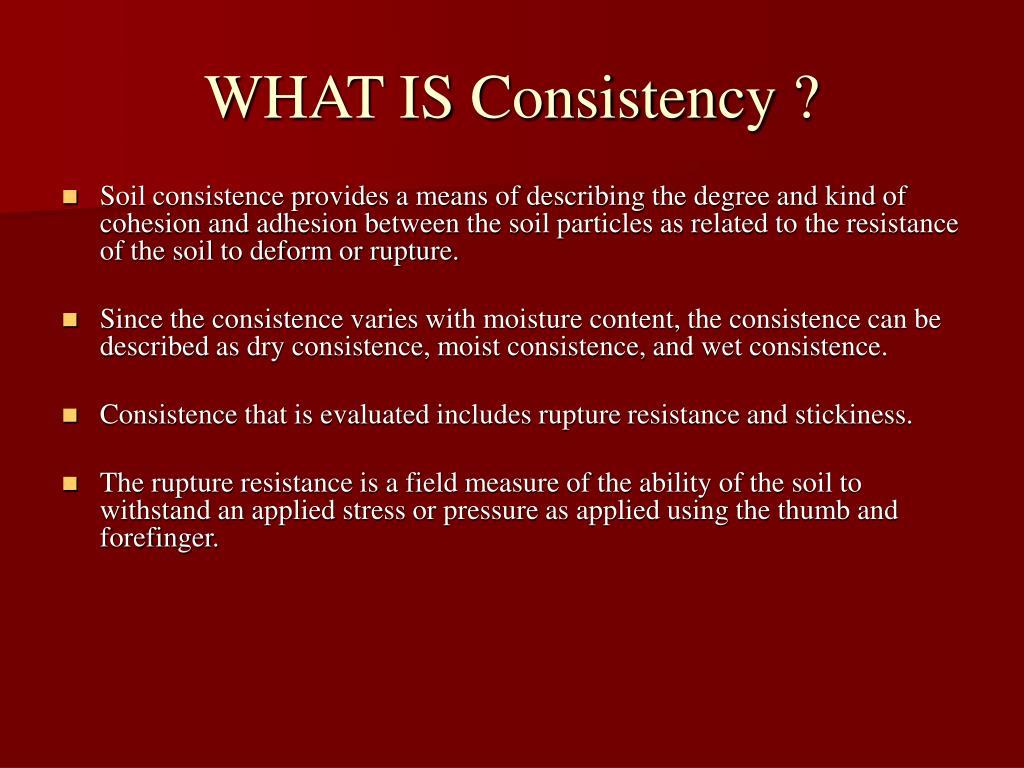 WHAT IS Consistency ?
Soil consistence provides a means of describing the degree and kind of
cohesion and adhesion between the soil particles as related to the resistance
of the soil to deform or rupture.
Since the consistence varies with moisture content, the consistence can be
described as dry consistence, moist consistence, and wet consistence.
Consistence that is evaluated includes rupture resistance and stickiness.
The rupture resistance is a field measure of the ability of the soil to
withstand an applied stress or pressure as applied using the thumb and
forefinger.